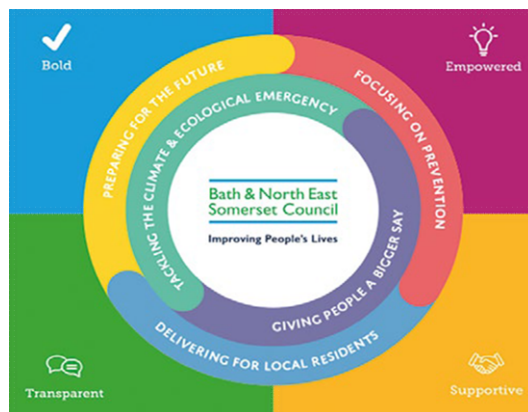 Bold
Empowered
PREPARING FOR THE FUTURE
FOCUSING ON PREVENTION
TACKLING THE CLIMATE & ECOLOGICAL EMERGENCY
Bath & North East
Somerset Council
Improving People's Lives
GIVING PEOPLE A BIGGER SAY
DELIVERING FOR LOCAL RESIDENTS
Transparent
Supportive